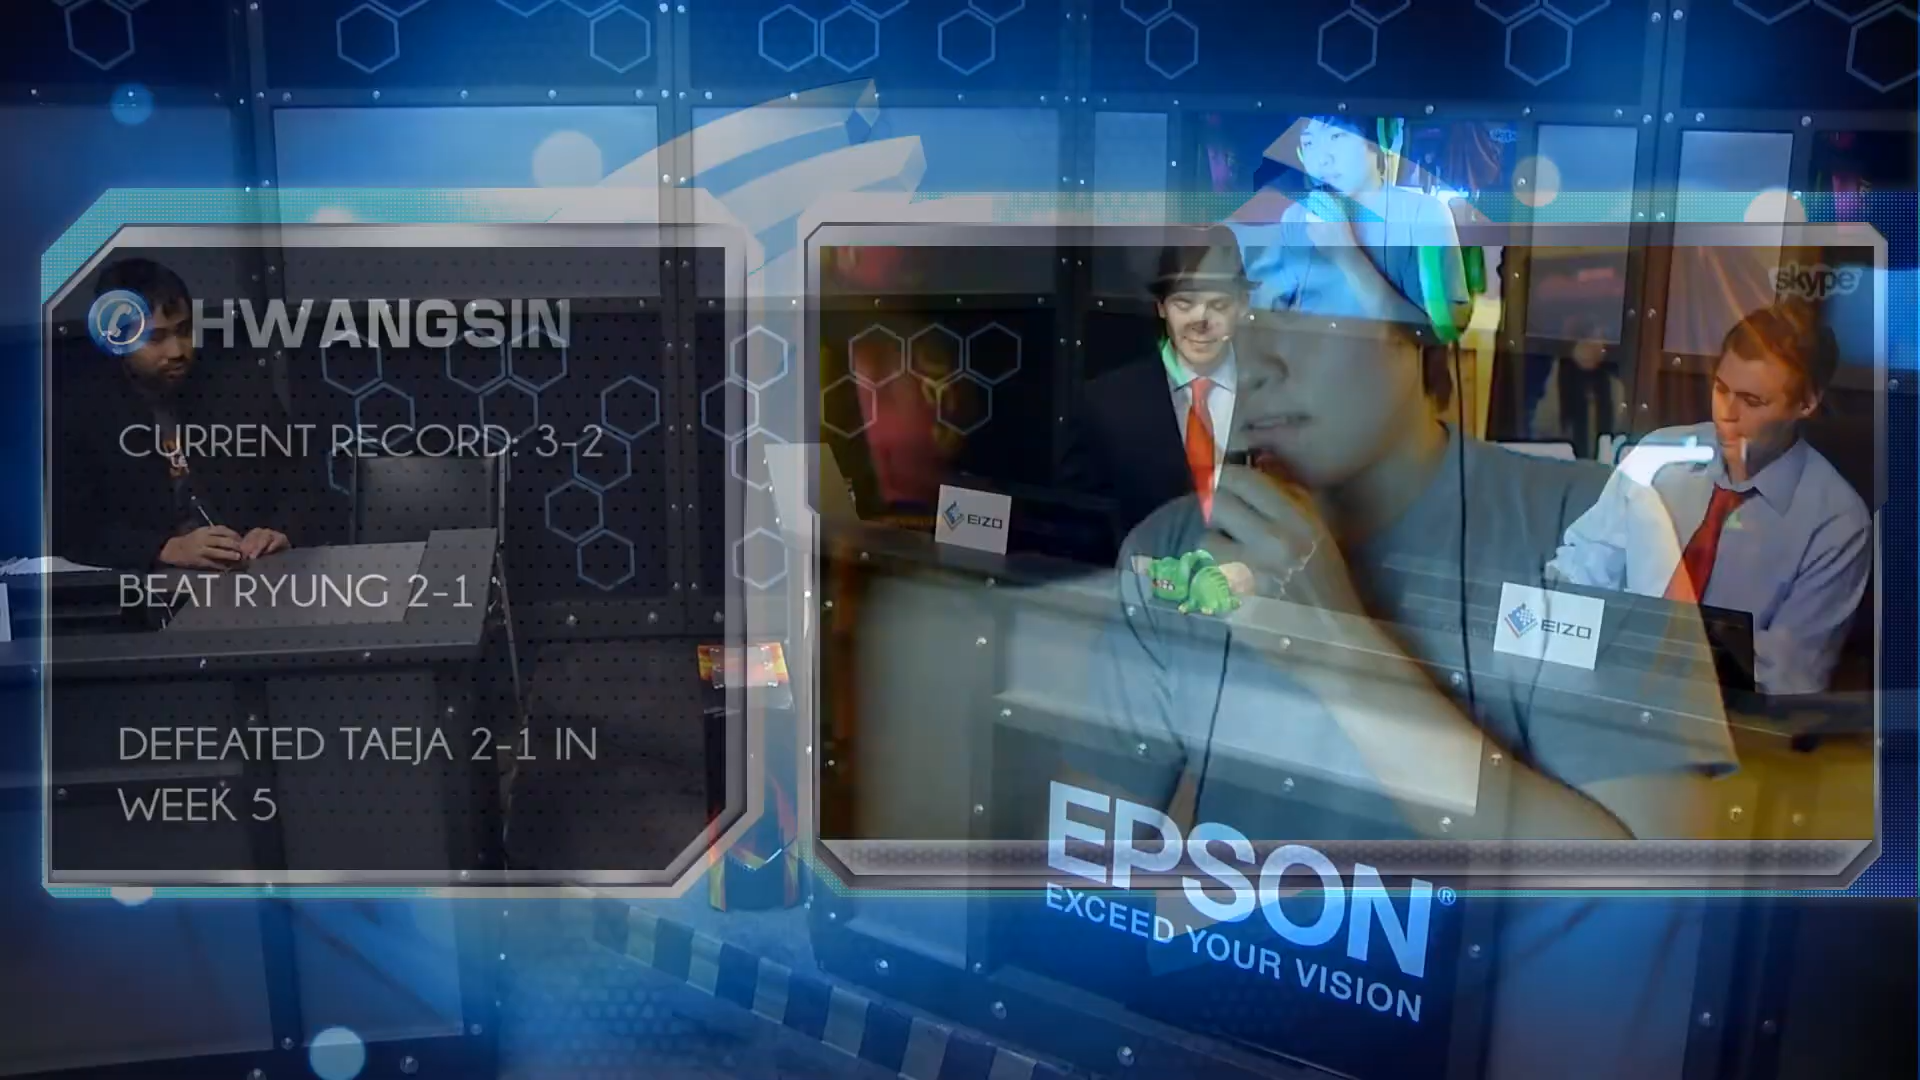 HWANGSIN
CURRENT RECORD: 3-2
BEAT RYUNG 2-1
DEFEATED TAEJA 2-1 IN
WEEK 5
skype
EIZO
EIZO
EPSON®
EXCEED YOUR VISION